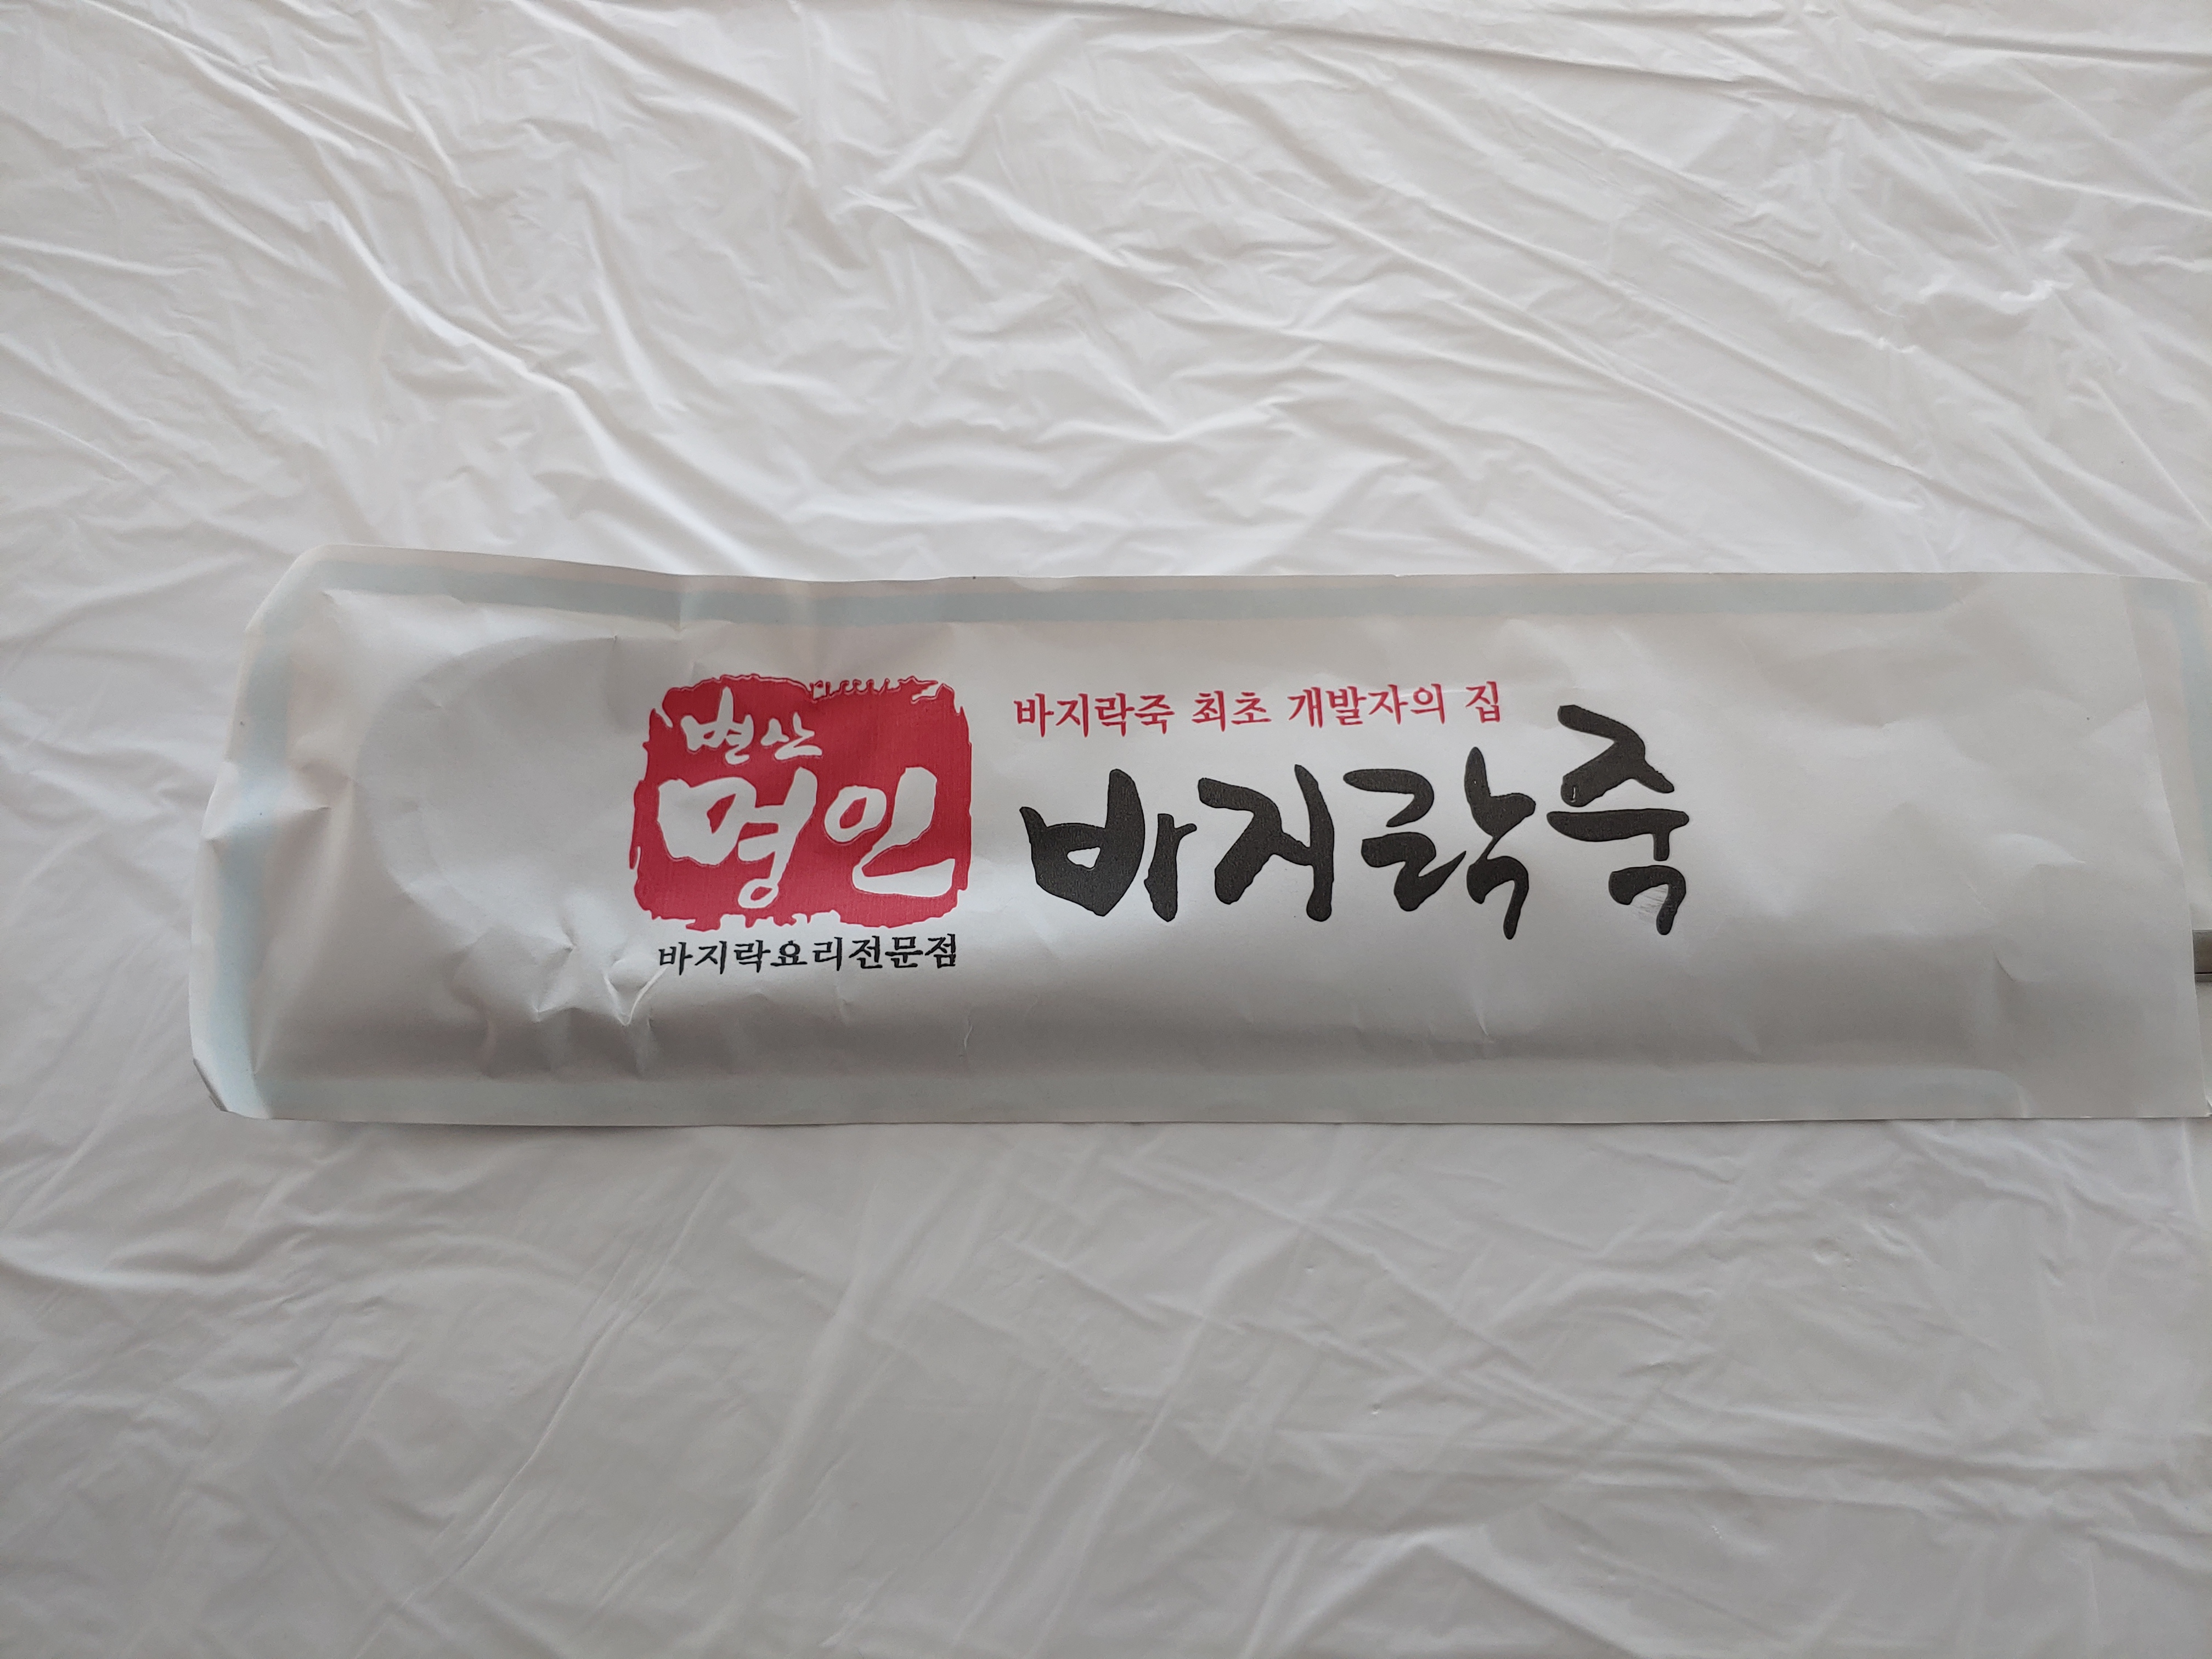 변산
명인
바지락요리전문점
바지락죽 최초 개발자의 집
바지락죽